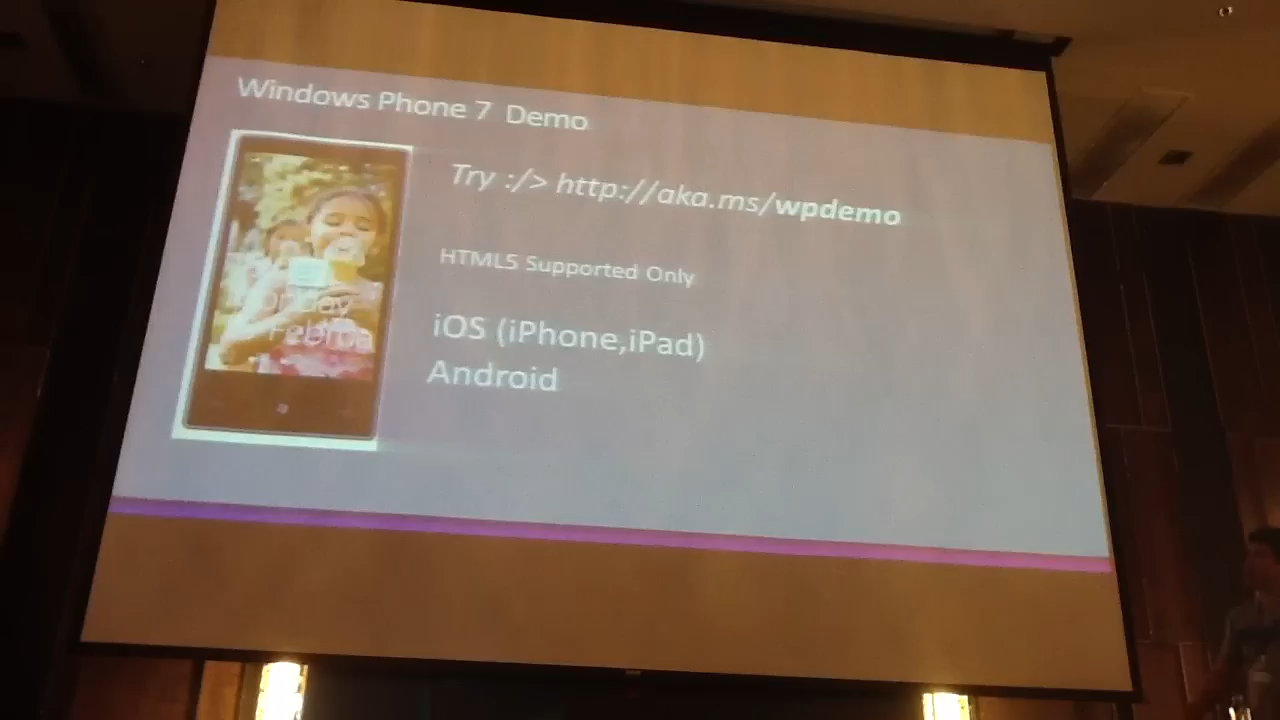 Windows Phone 7 Demo
Try :/> http://aka.ms/wpdemo
HTML5 Supported Only
iOS (iPhone,iPad)
Android